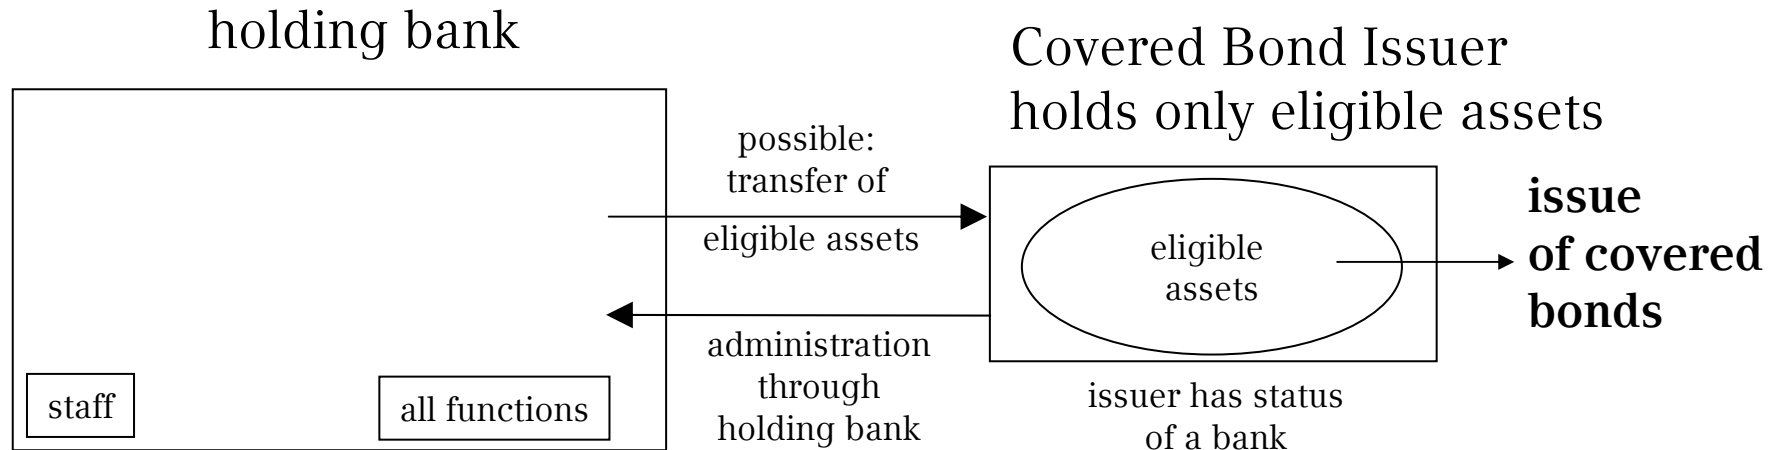 holding bank
Covered Bond Issuer
holds only eligible assets
possible:
transfer of
eligible assets
eligible
assets
issue
of covered
bonds
administration
through
holding bank
staff
all functions
issuer has status
of a bank